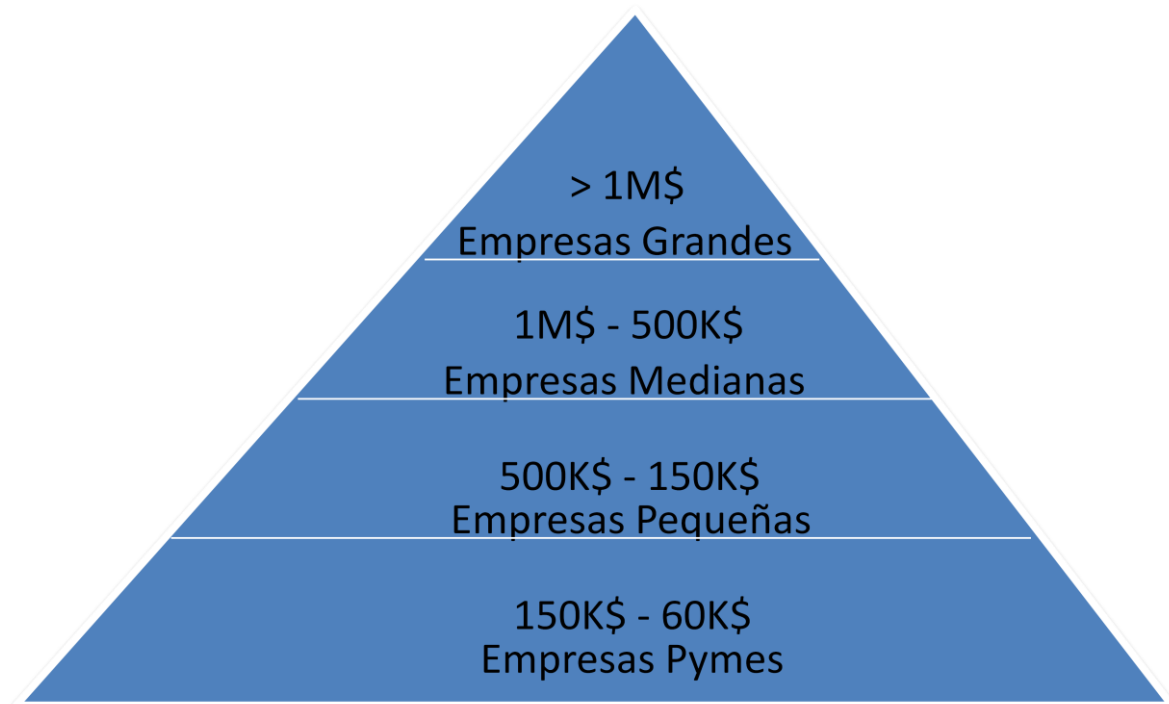 > 1M$
Empresas Grandes
1M$ - 500K$
Empresas Medianas
500K$ - 150K$
Empresas Pequeñas
150K$ - 60K$
Empresas Pymes